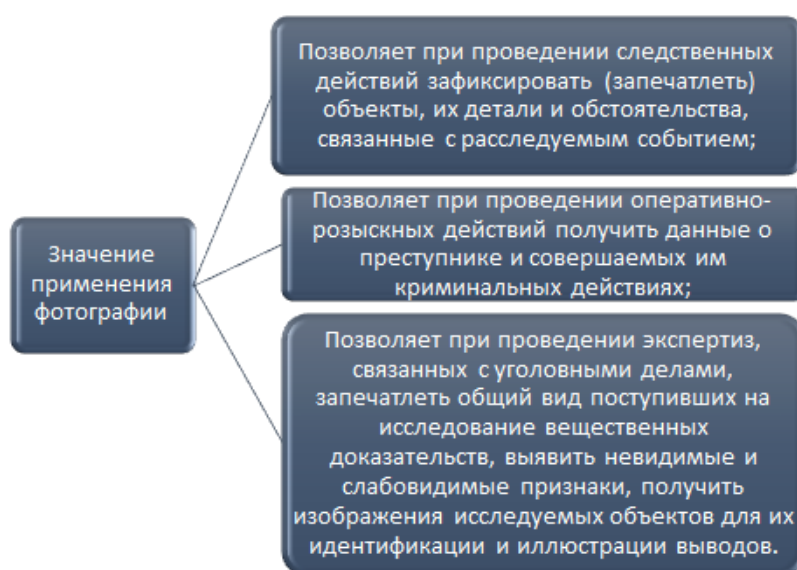 Позволяет при проведении следственных
действий зафиксировать (запечатлеть)
объекты, их детали и обстоятельства,
связанные с расследуемым событием;
Значение
применения
фотографии
Позволяет при проведении оперативно-
розыскных действий получить данные о
преступнике и совершаемых им
криминальных действиях;
Позволяет при проведении экспертиз,
связанных с уголовными делами,
запечатлеть общий вид поступивших на
исследование вещественных
доказательств, выявить невидимые и
слабовидимые признаки, получить
изображения исследуемых объектов для их
идентификации и иллюстрации выводов.